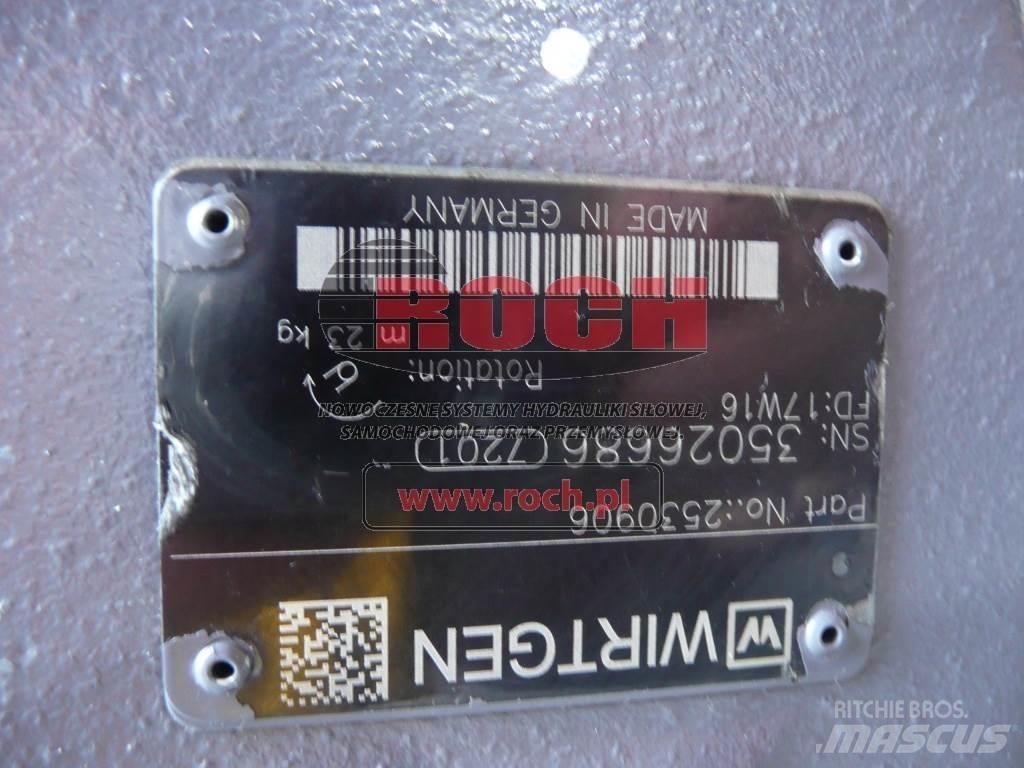 WIRTGEN
Part No.:2530906
SN: 35026686 7201
FD:17W16
Rotation: R
m 23 kg
MADE IN GERMANY
ROCH
NOWOCZESNE SYSTEMY HYDRAULIKI SIŁOWEJ,
SAMOCHODOWEJ ORAZ PRZEMYSŁOWEJ.
www.roch.pl
RITCHIE BROS.
MASCUS